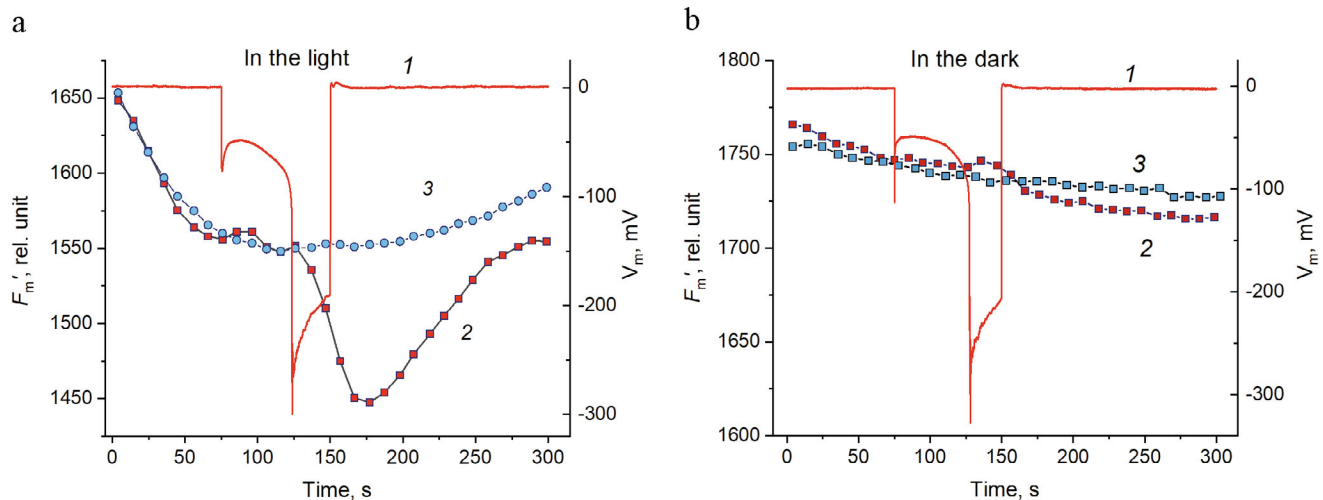 a
In the light
1
1650
1600
1550
1500
1450
Fm′, rel. unit
0
-100
-200
-300
Vm, mV
3
2
0 50 100 150 200 250 300
Time, s
b
In the dark
1
1800
1750
1700
1650
1600
Fm′, rel. unit
0
-100
-200
-300
Vm, mV
3
2
0 50 100 150 200 250 300
Time, s